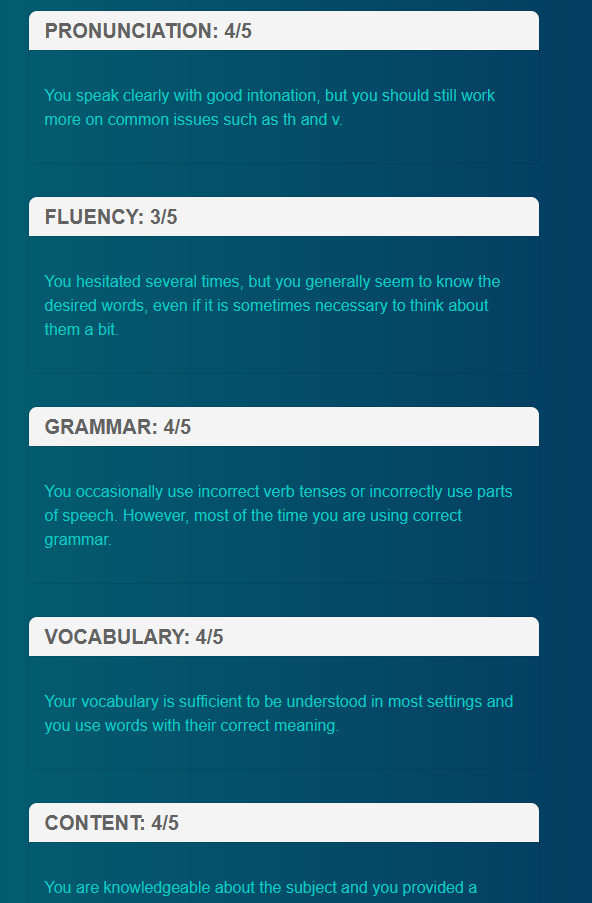 PRONUNCIATION: 4/5
You speak clearly with good intonation, but you should still work
more on common issues such as th and v.
FLUENCY: 3/5
You hesitated several times, but you generally seem to know the
desired words, even if it is sometimes necessary to think about
them a bit.
GRAMMAR: 4/5
You occasionally use incorrect verb tenses or incorrectly use parts
of speech. However, most of the time you are using correct
grammar.
VOCABULARY: 4/5
Your vocabulary is sufficient to be understood in most settings and
you use words with their correct meaning.
CONTENT: 4/5
You are knowledgeable about the subject and you provided a